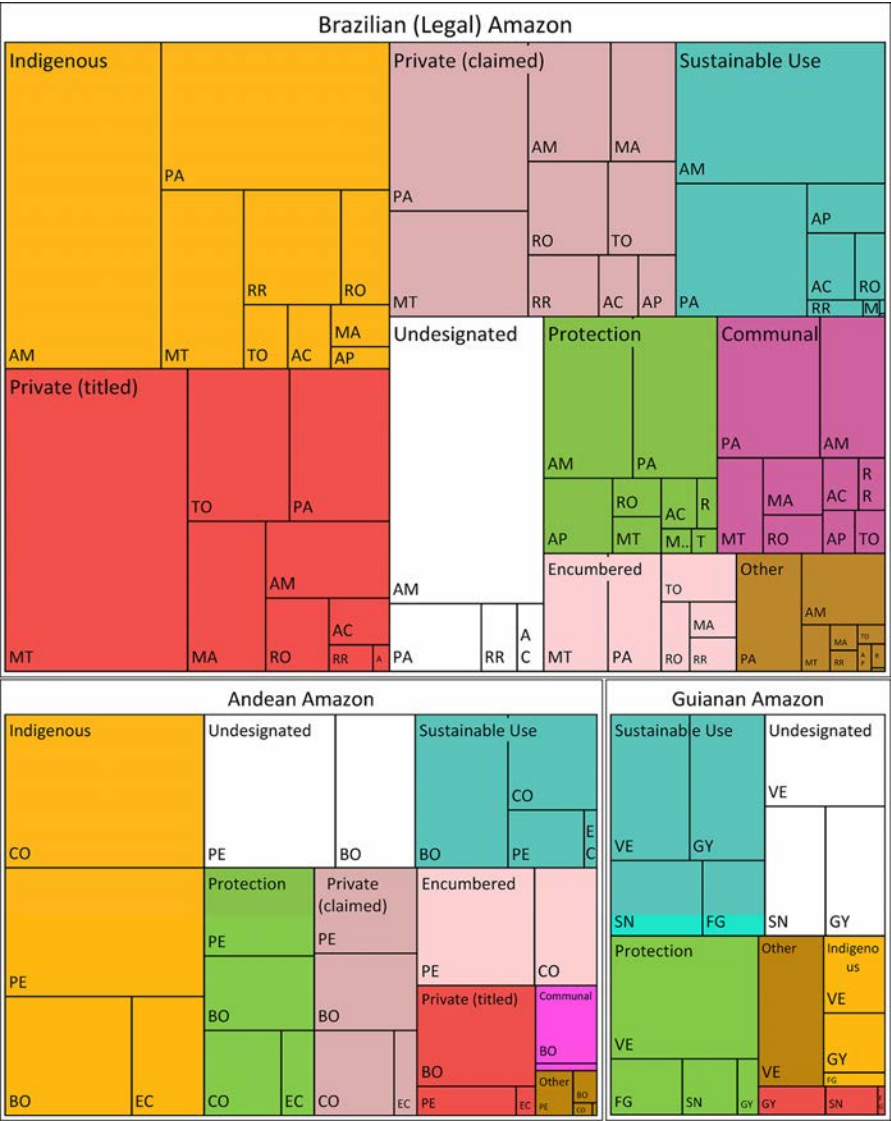 Brazilian (Legal) Amazon
Indigenous
AM
PA
MT
RR
RO
TO
AC
MA
AP
Private (claimed)
PA
AM
MA
MT
RO
TO
RR
AC
AP
Sustainable Use
AM
PA
AP
AC
RO
RR
M
Private (titled)
MT
TO
PA
MA
AM
RO
AC
RR
A
Undesignated
AM
PA
RR
A
C
Protection
AM
PA
AP
RO
MT
AC
R
M..
T
Communal
PA
AM
MT
MA
RO
AC
R
R
AP
TO
Encumbered
MT
PA
TO
RO
MA
RR
Other
PA
AM
MT
MA
RR
TO
A
P
R
Andean Amazon
Indigenous
CO
PE
BO
EC
Undesignated
PE
BO
Sustainable Use
BO
CO
PE
E
C
Protection
PE
BO
CO
EC
Private
(claimed)
PE
BO
CO
EC
Encumbered
PE
CO
Private (titled)
BO
PE
EC
Communal
BO
Other
PE
BO
CO
Guianan Amazon
Sustainable Use
VE
GY
SN
FG
Undesignated
VE
SN
GY
Protection
VE
FG
SN
GY
Other
VE
Indigeno
us
VE
GY
FG
GY
SN